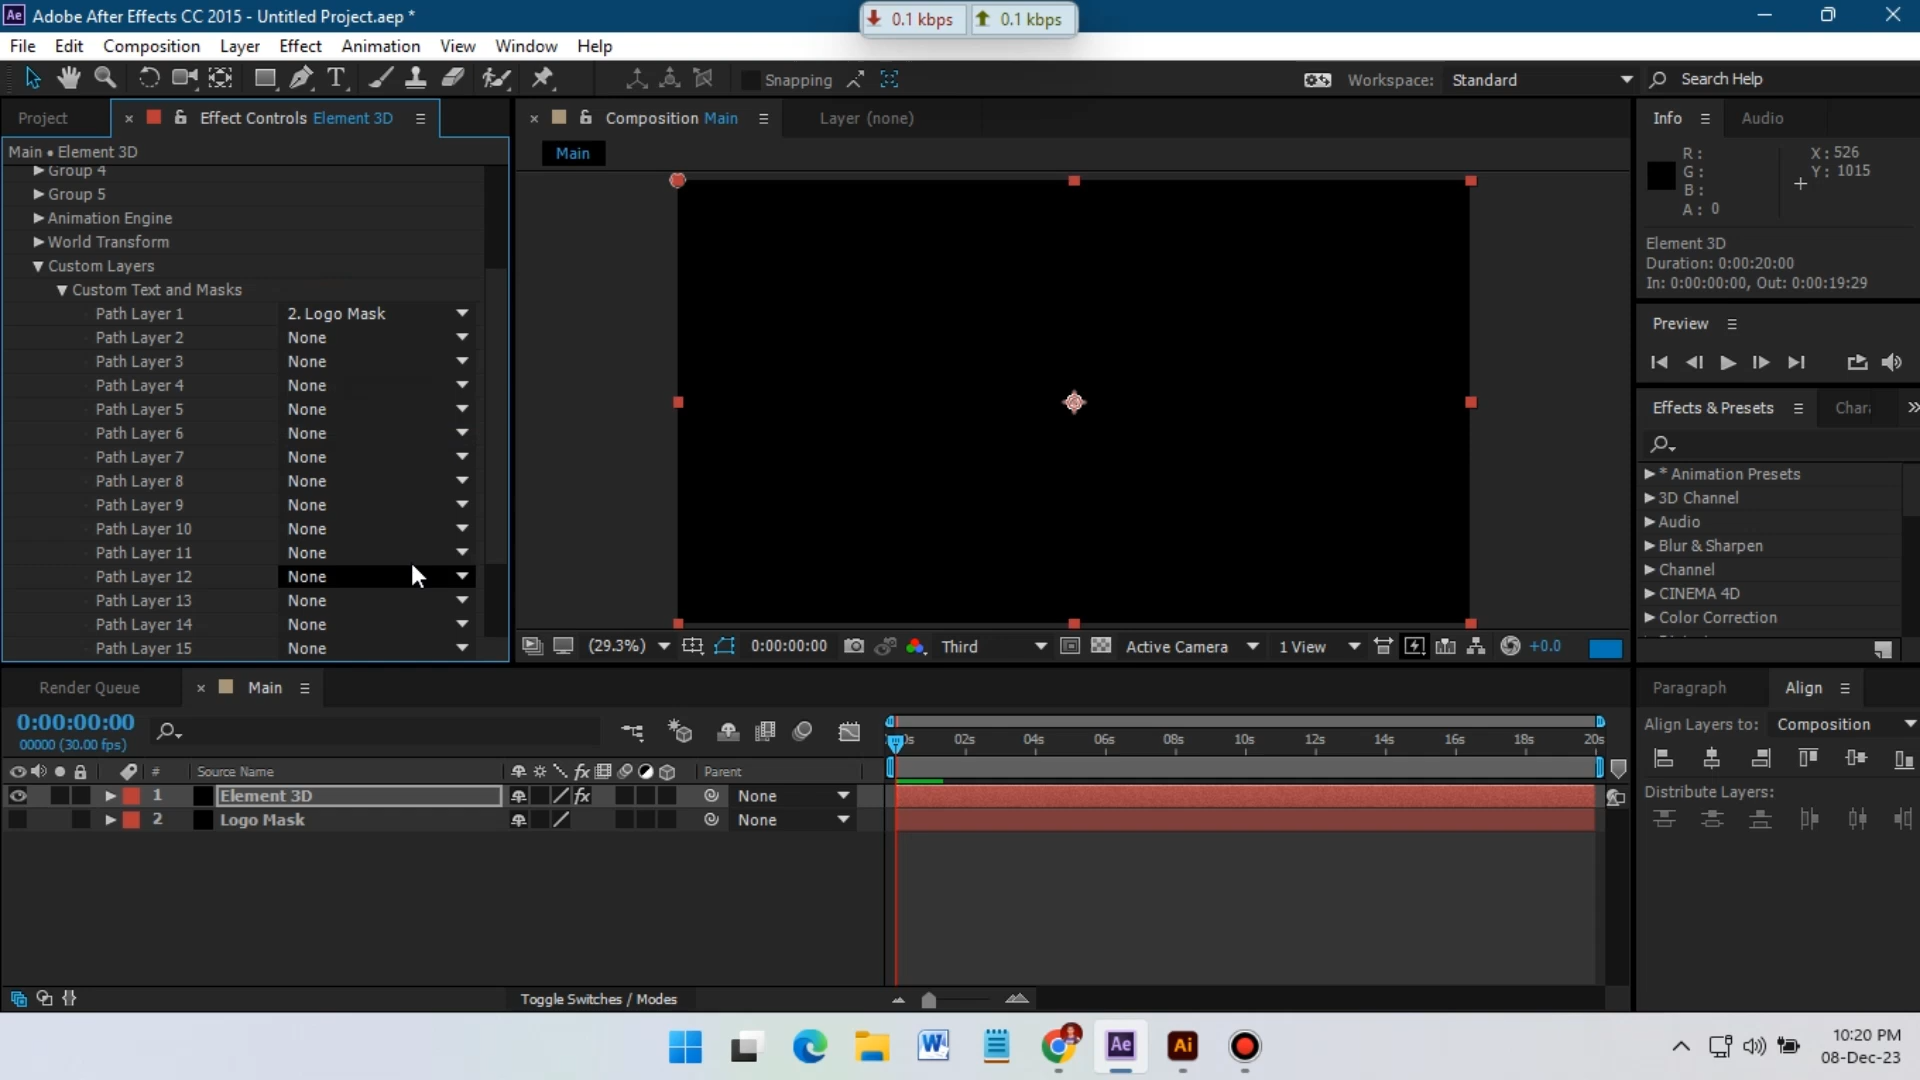 Ae Adobe After Effects CC 2015 - Untitled Project.aep *
0.1 kbps 0.1 kbps
File Edit Composition Layer Effect Animation View Window Help
Snapping
Workspace: Standard
Search Help
Project
Effect Controls Element 3D
Composition Main
Layer (none)
Info Audio
Main • Element 3D
Main
R:
G:
B:
A: 0
X: 526
Y: 1015
Group 4
Group 5
Animation Engine
World Transform
Custom Layers
Custom Text and Masks
Path Layer 1 2. Logo Mask
Path Layer 2 None
Path Layer 3 None
Path Layer 4 None
Path Layer 5 None
Path Layer 6 None
Path Layer 7 None
Path Layer 8 None
Path Layer 9 None
Path Layer 10 None
Path Layer 11 None
Path Layer 12 None
Path Layer 13 None
Path Layer 14 None
Path Layer 15 None
Element 3D
Duration: 0:00:20:00
In: 0:00:00:00, Out: 0:00:19:29
Preview
Effects & Presets Chara
* Animation Presets
3D Channel
Audio
Blur & Sharpen
Channel
CINEMA 4D
Color Correction
(29.3%) 0:00:00:00 Third Active Camera 1 View +0.0
Render Queue Main
Paragraph Align
0:00:00:00
00000 (30.00 fps)
02s 04s 06s 08s 10s 12s 14s 16s 18s 20s
Align Layers to: Composition
# Source Name fx Parent
1 Element 3D fx None
2 Logo Mask None
Distribute Layers:
Toggle Switches / Modes
W Ae Ai
10:20 PM
08-Dec-23